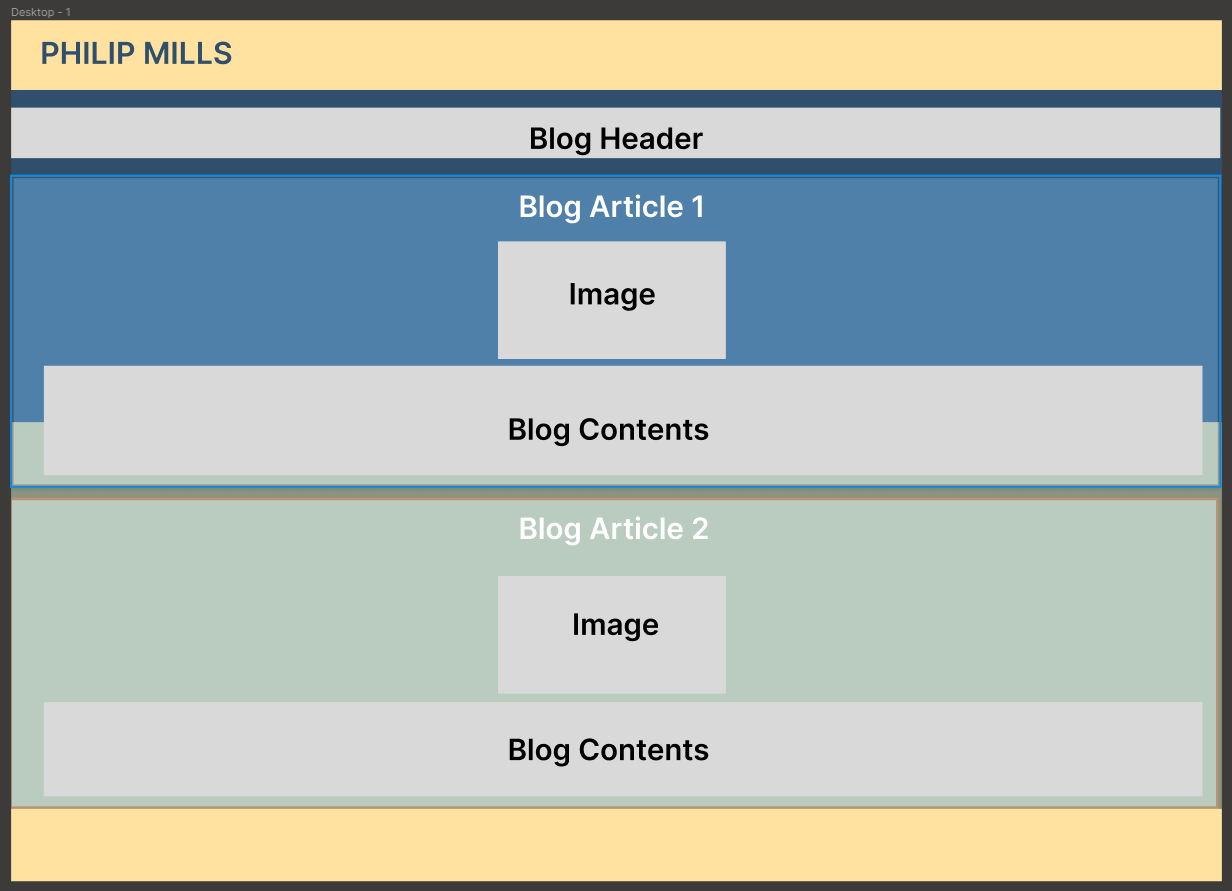 Desktop - 1
PHILIP MILLS
Blog Header
Blog Article 1
Image
Blog Contents
Blog Article 2
Image
Blog Contents